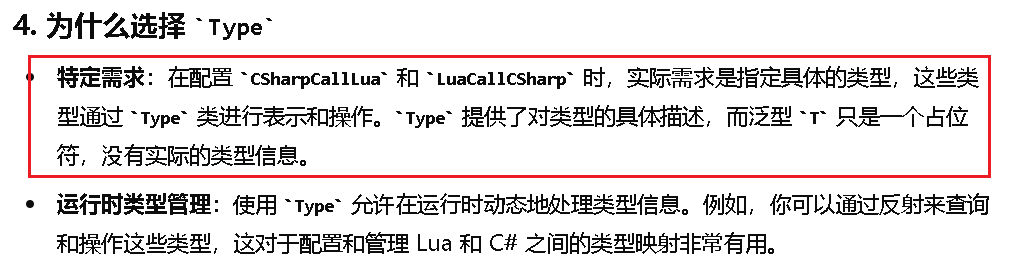 4. 为什么选择 `Type`
• 特定需求：在配置 `CSharpCallLua` 和 `LuaCallCSharp` 时，实际需求是指定具体的类型，这些类
型通过 `Type` 类进行表示和操作。`Type` 提供了对类型的具体描述，而泛型 `T` 只是一个占位
符，没有实际的类型信息。
• 运行时类型管理：使用 `Type` 允许在运行时动态地处理类型信息。例如，你可以通过反射来查询
和操作这些类型，这对于配置和管理 Lua 和 C# 之间的类型映射非常有用。